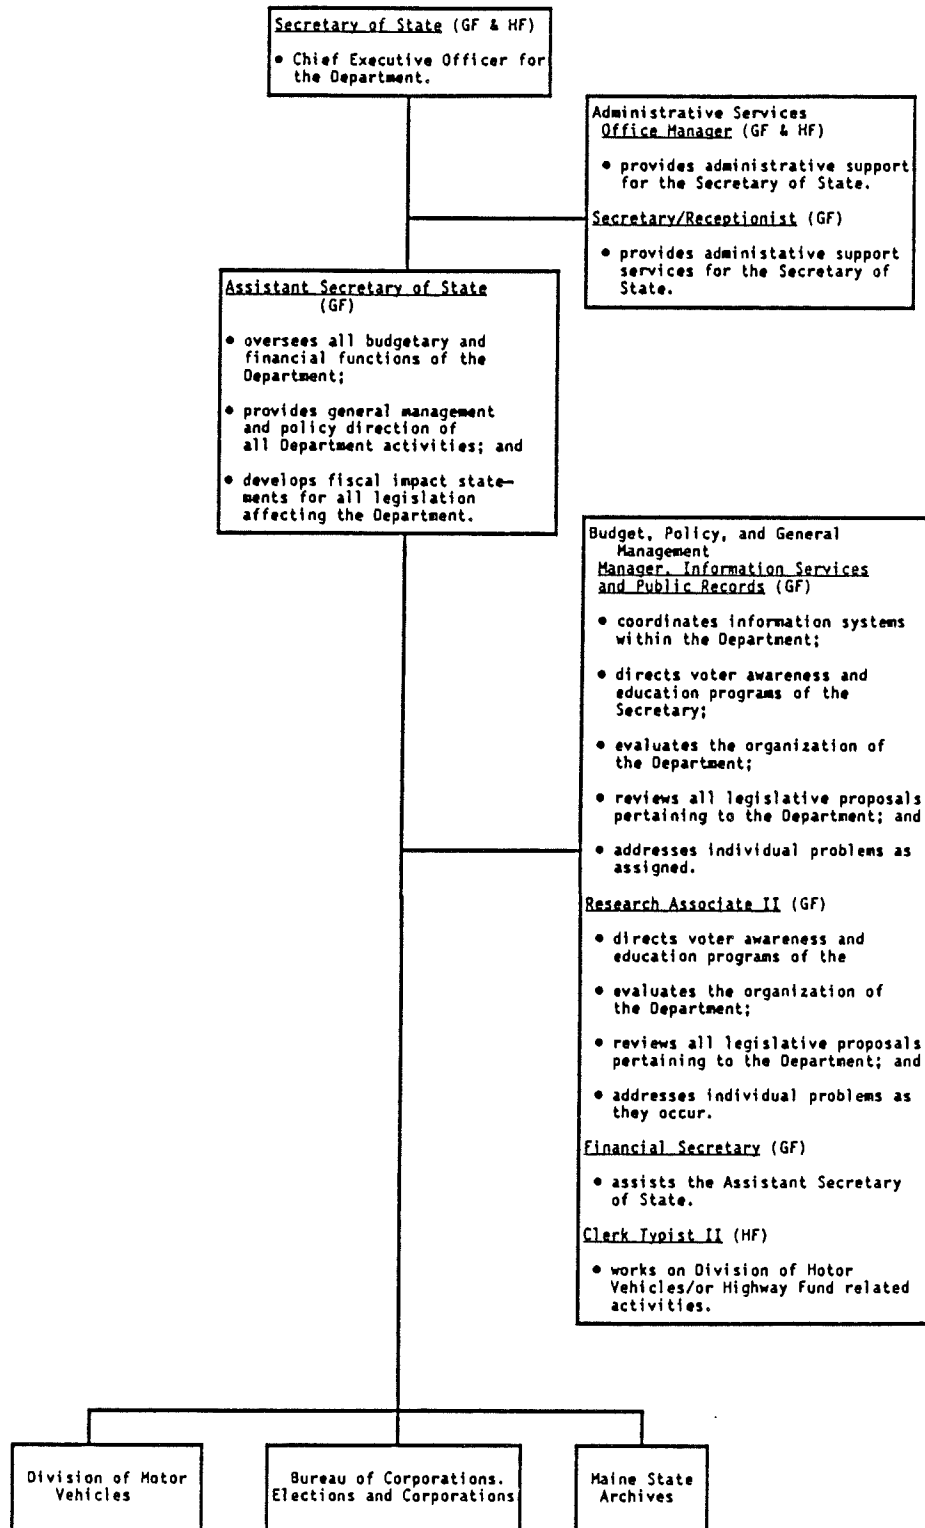 Secretary of State (GF & HF)
• Chief Executive Officer for
the Department.
Administrative Services
Office Manager (GF & HF)
• provides administrative support
for the Secretary of State.
Secretary/Receptionist (GF)
• provides administative support
services for the Secretary of
State.
Assistant Secretary of State
(GF)
• oversees all budgetary and
financial functions of the
Department;
• provides general management
and policy direction of
all Department activities; and
• develops fiscal impact state-
ments for all legislation
affecting the Department.
Budget, Policy, and General
Management
Manager, Information Services
and Public Records (GF)
• coordinates information systems
within the Department;
• directs voter awareness and
education programs of the
Secretary;
• evaluates the organization of
the Department;
• reviews all legislative proposals
pertaining to the Department; and
• addresses individual problems as
assigned.
Research Associate II (GF)
• directs voter awareness and
education programs of the
• evaluates the organization of
the Department;
• reviews all legislative proposals
pertaining to the Department; and
• addresses individual problems as
they occur.
Financial Secretary (GF)
• assists the Assistant Secretary
of State.
Clerk Typist II (HF)
• works on Division of Motor
Vehicles/or Highway Fund related
activities.
Division of Motor
Vehicles
Bureau of Corporations.
Elections and Corporations
Maine State
Archives